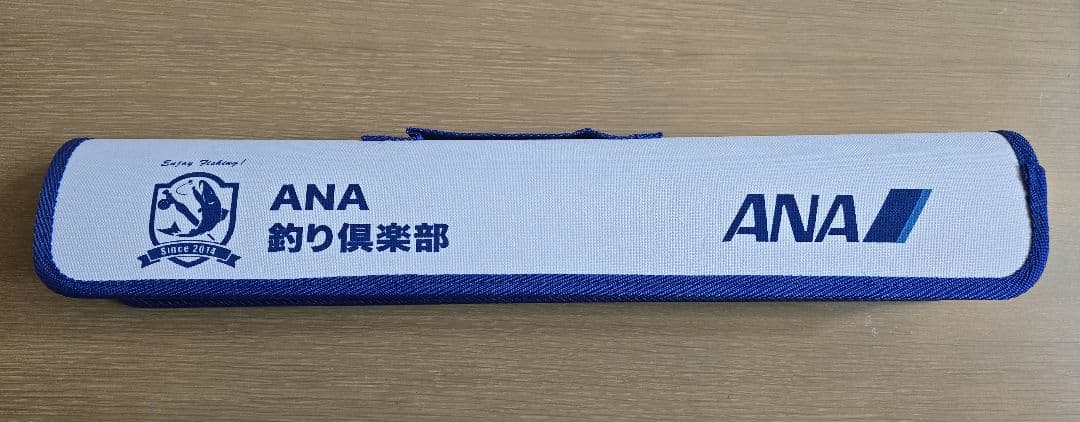 Enjoy Fishing!
Since 2014
ANA
釣り倶楽部
ANA